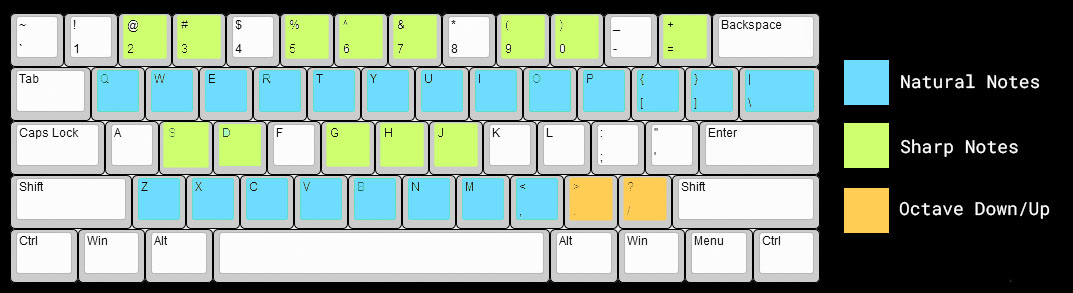 ~ ! @ # $ % ^ & * ( ) _ + Backspace
` 1 2 3 4 5 6 7 8 9 0 - =
Tab Q W E R T Y U I O P { } |
[ ] \
Caps Lock A S D F G H J K L : " Enter
; '
Shift Z X C V B N M < > ? Shift
, . /
Ctrl Win Alt Alt Win Menu Ctrl
Natural Notes
Sharp Notes
Octave Down/Up